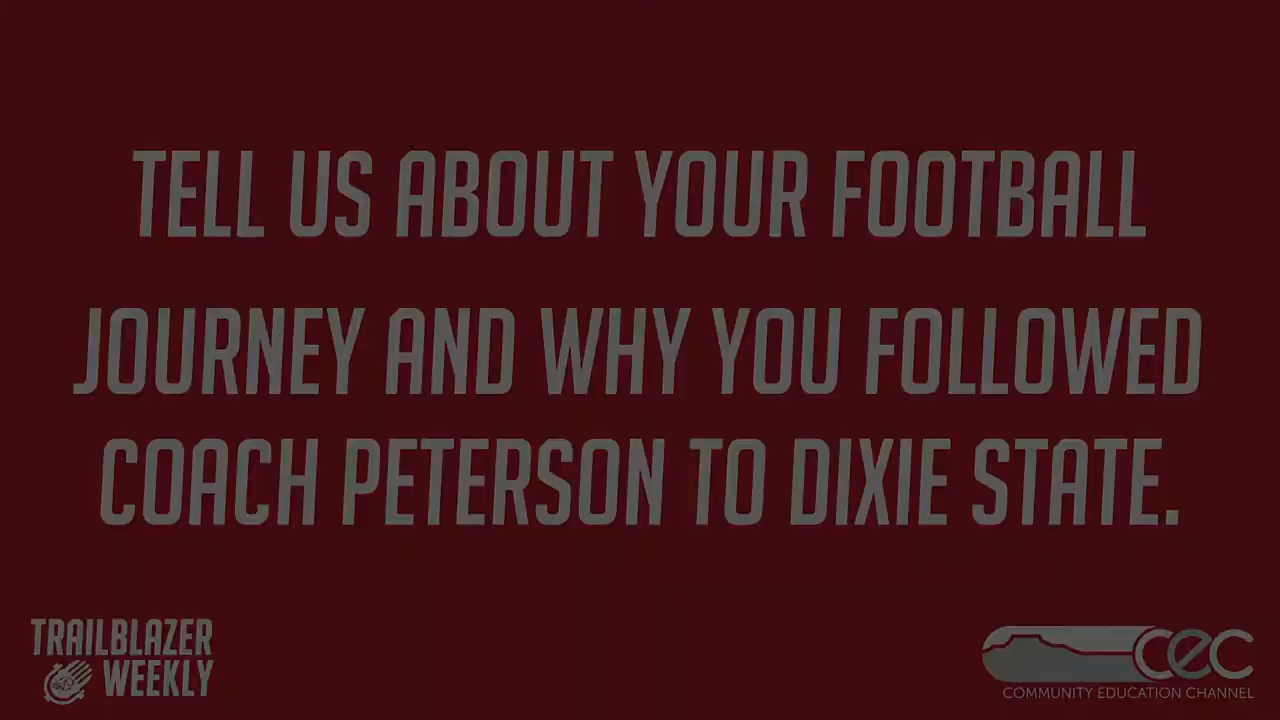 TELL US ABOUT YOUR FOOTBALL
JOURNEY AND WHY YOU FOLLOWED
COACH PETERSON TO DIXIE STATE.
TRAILBLAZER
WEEKLY
cec
COMMUNITY EDUCATION CHANNEL